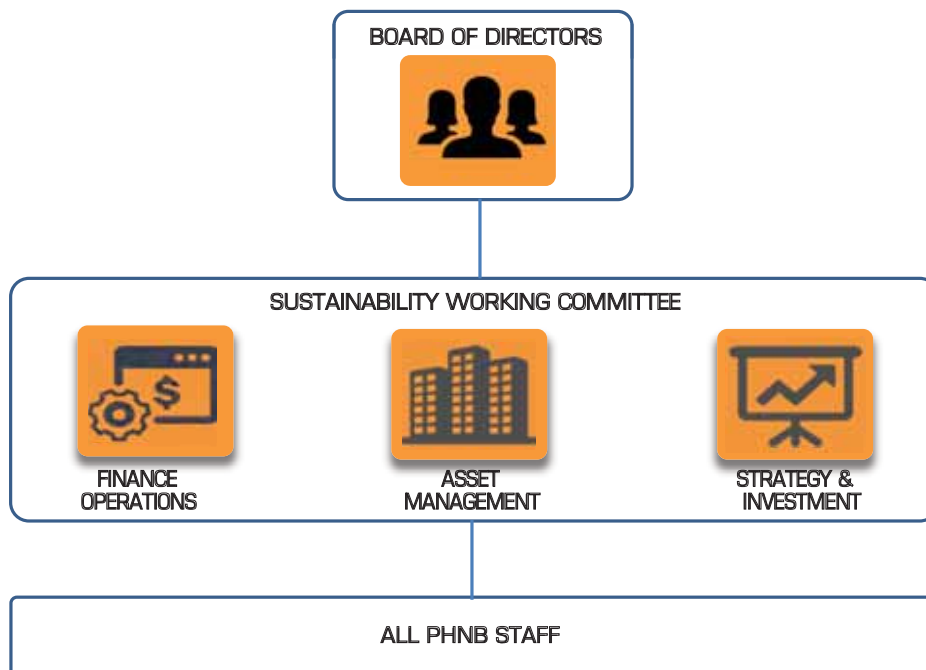 BOARD OF DIRECTORS
SUSTAINABILITY WORKING COMMITTEE
$
FINANCE
OPERATIONS
ASSET
MANAGEMENT
STRATEGY &
INVESTMENT
ALL PHNB STAFF